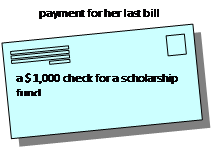 payment for her last bill
a $ 1,000 check for a scholarship
fund